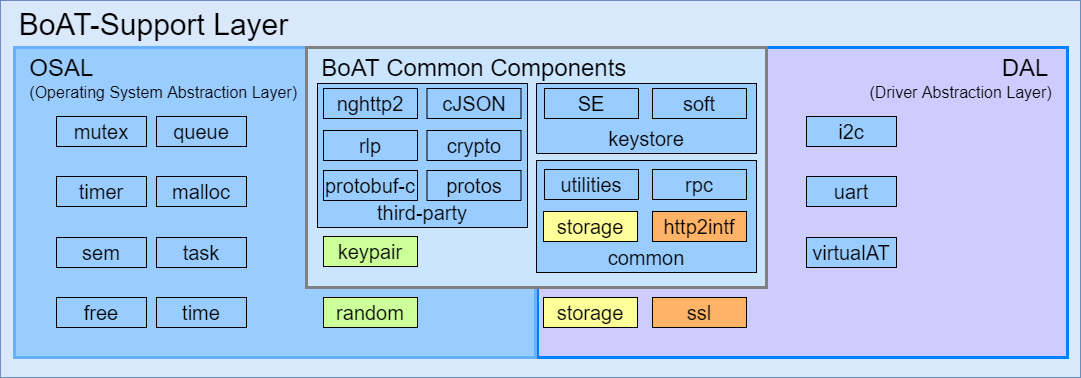 BoAT-Support Layer
OSAL
(Operating System Abstraction Layer)
mutex
queue
timer
malloc
sem
task
free
time
BoAT Common Components
nghttp2
cJSON
rlp
crypto
protobuf-c
protos
third-party
SE
soft
keystore
utilities
rpc
storage
http2intf
common
keypair
random
storage
ssl
DAL
(Driver Abstraction Layer)
i2c
uart
virtualAT